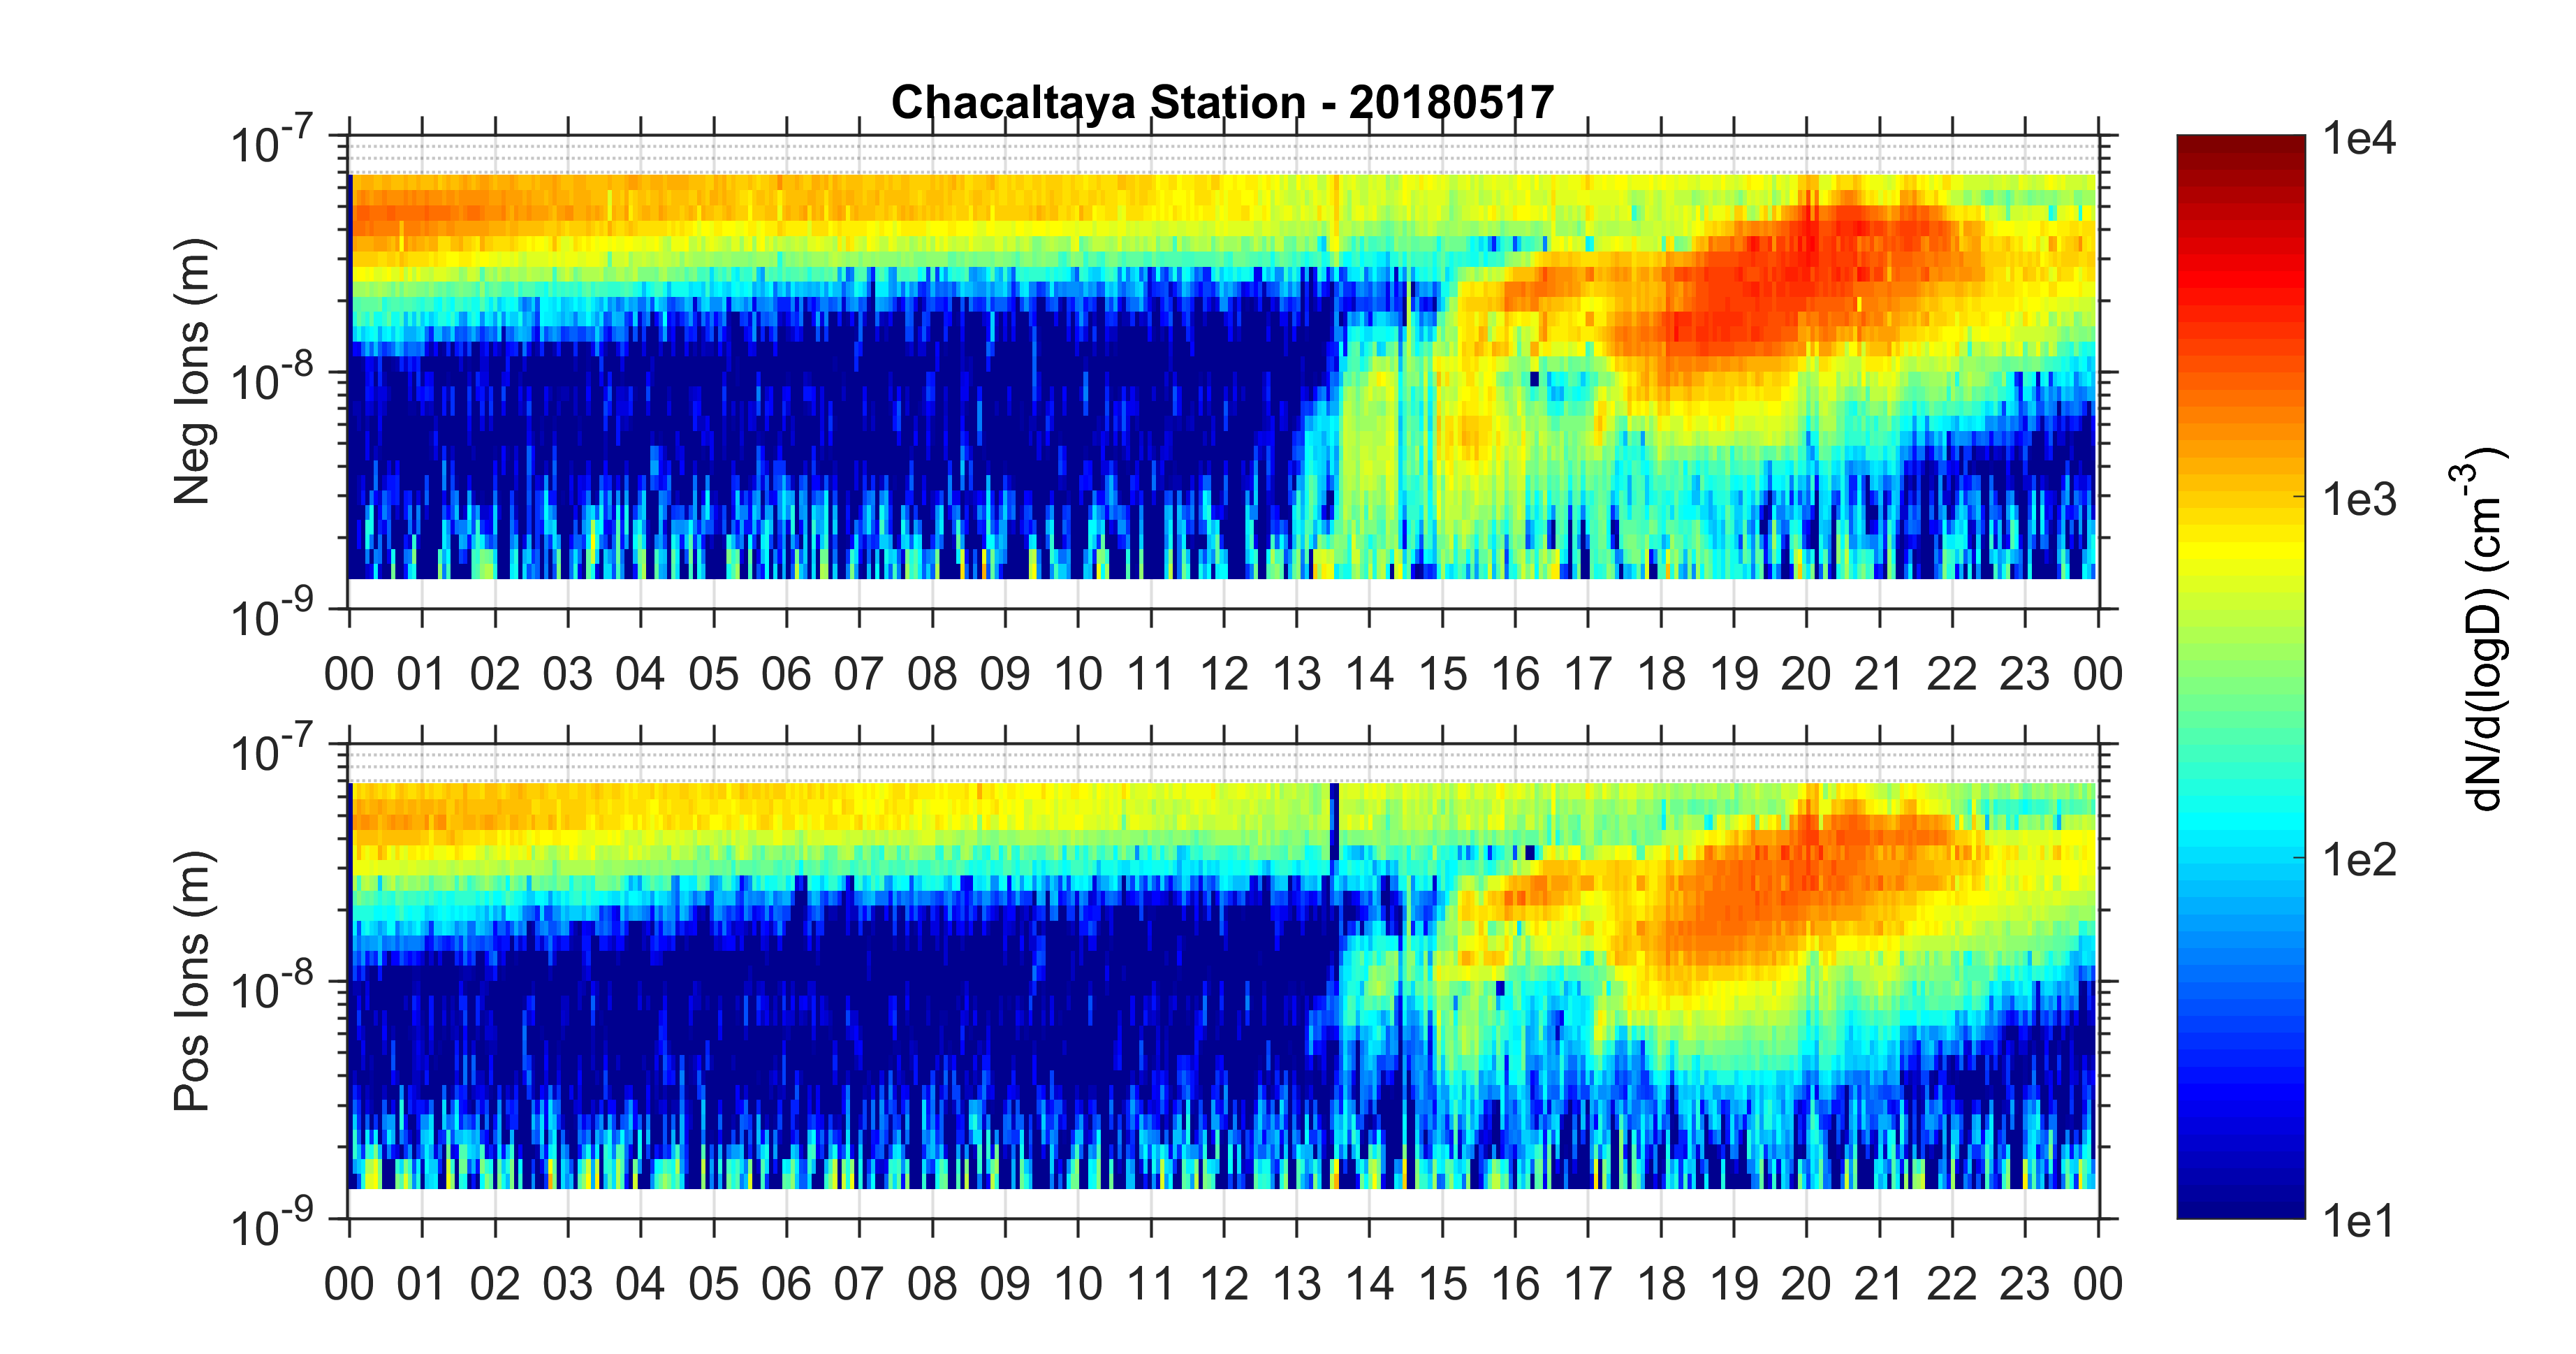 Chacaltaya Station - 20180517
10-7
10-8
10-9
Neg Ions (m)
00 01 02 03 04 05 06 07 08 09 10 11 12 13 14 15 16 17 18 19 20 21 22 23 00
10-7
10-8
10-9
Pos Ions (m)
00 01 02 03 04 05 06 07 08 09 10 11 12 13 14 15 16 17 18 19 20 21 22 23 00
1e4
1e3
1e2
1e1
dN/d(logD) (cm-3)